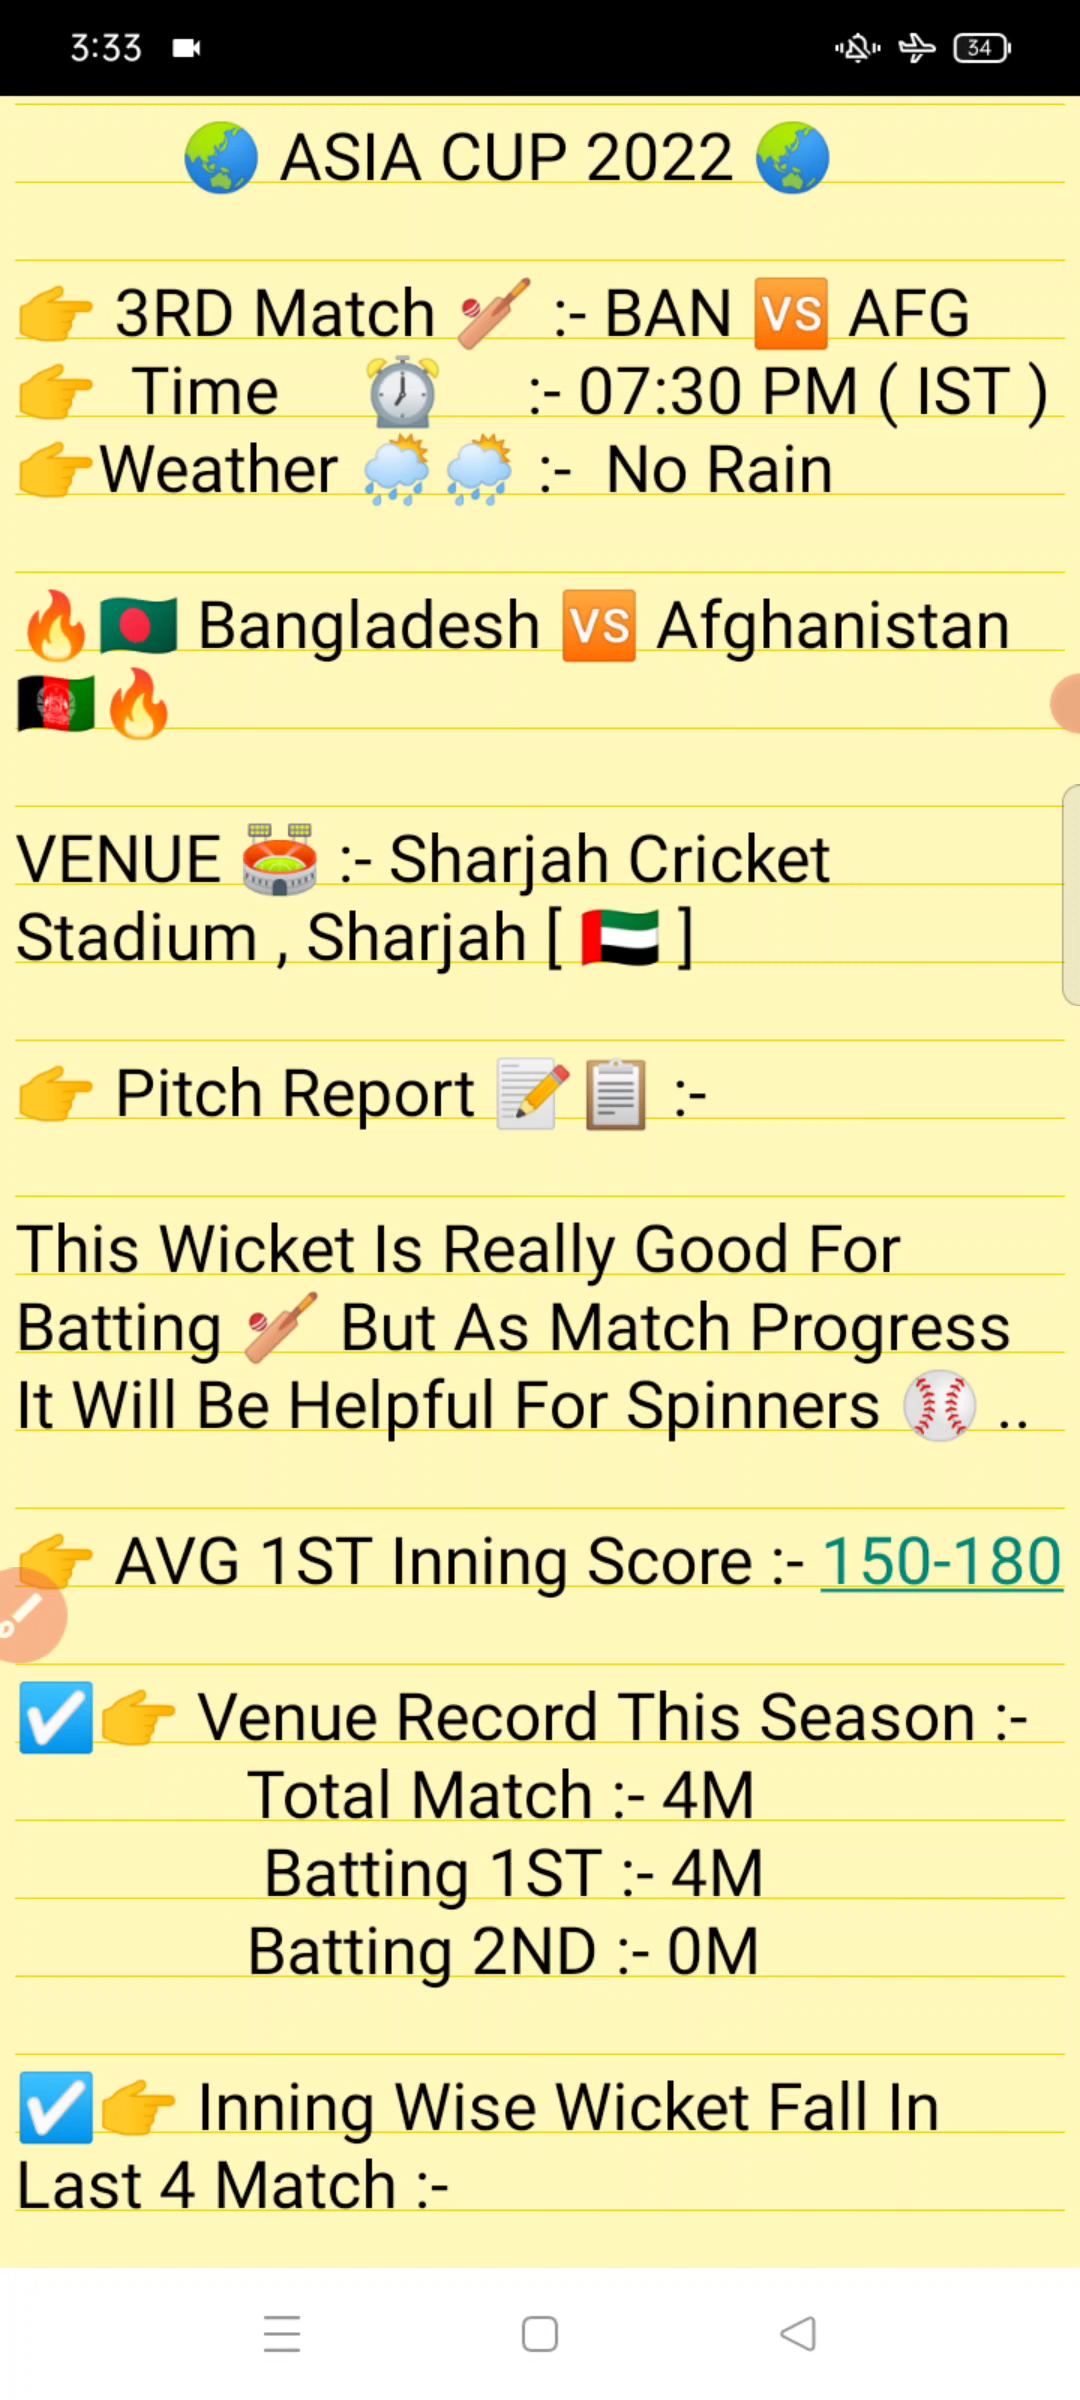 3:33 34
🌏 ASIA CUP 2022 🌏
👉 3RD Match 🏏 :- BAN 🆚 AFG
👉 Time ⏰ :- 07:30 PM ( IST )
👉Weather 🌦️🌦️ :- No Rain
🔥🇧🇩 Bangladesh 🆚 Afghanistan
🇦🇫🔥
VENUE 🏟️ :- Sharjah Cricket
Stadium , Sharjah [ 🇦🇪 ]
👉 Pitch Report 📝📋 :-
This Wicket Is Really Good For
Batting 🏏 But As Match Progress
It Will Be Helpful For Spinners ⚾ ..
👉 AVG 1ST Inning Score :- 150-180
☑️👉 Venue Record This Season :-
Total Match :- 4M
Batting 1ST :- 4M
Batting 2ND :- 0M
☑️👉 Inning Wise Wicket Fall In
Last 4 Match :-